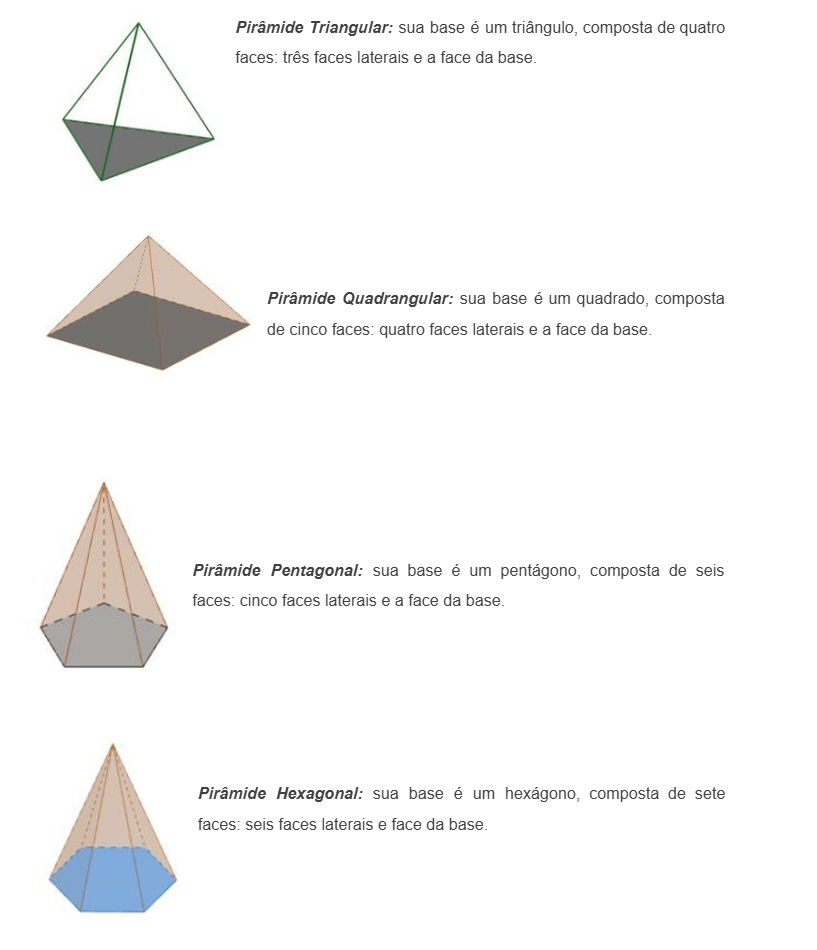 Pirâmide Triangular: sua base é um triângulo, composta de quatro
faces: três faces laterais e a face da base.
Pirâmide Quadrangular: sua base é um quadrado, composta
de cinco faces: quatro faces laterais e a face da base.
Pirâmide Pentagonal: sua base é um pentágono, composta de seis
faces: cinco faces laterais e a face da base.
Pirâmide Hexagonal: sua base é um hexágono, composta de sete
faces: seis faces laterais e face da base.